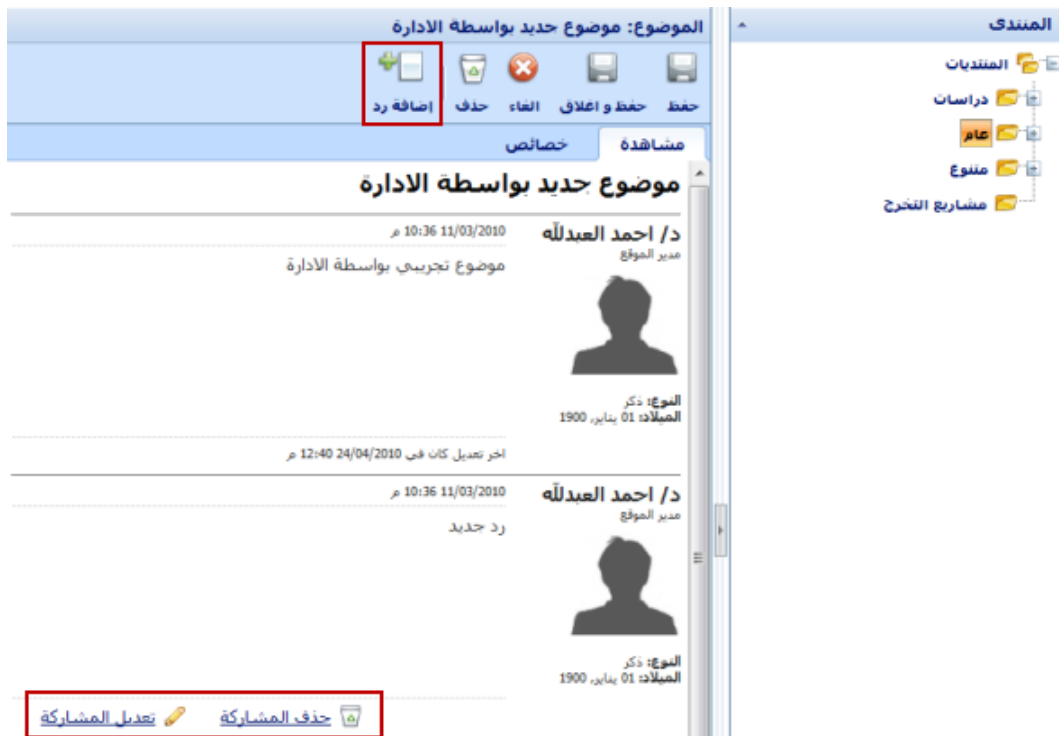 المنتدى
المنتديات
دراسات
عام
متنوع
مشاريع التخرج
الموضوع: موضوع جديد بواسطة الادارة
حفظ
حفظ و اغلاق
الغاء
حذف
إضافة رد
مشاهدة
خصائص
موضوع جديد بواسطة الادارة
د/ احمد العبدلله
11/03/2010 10:36 م
مدير الموقع
موضوع تجريبي بواسطة الادارة
النوع: ذكر
الميلاد: 01 يناير, 1900
اخر تعديل كان في 24/04/2010 12:40 م
د/ احمد العبدلله
11/03/2010 10:36 م
مدير الموقع
رد جديد
النوع: ذكر
الميلاد: 01 يناير, 1900
حذف المشاركة
تعديل المشاركة